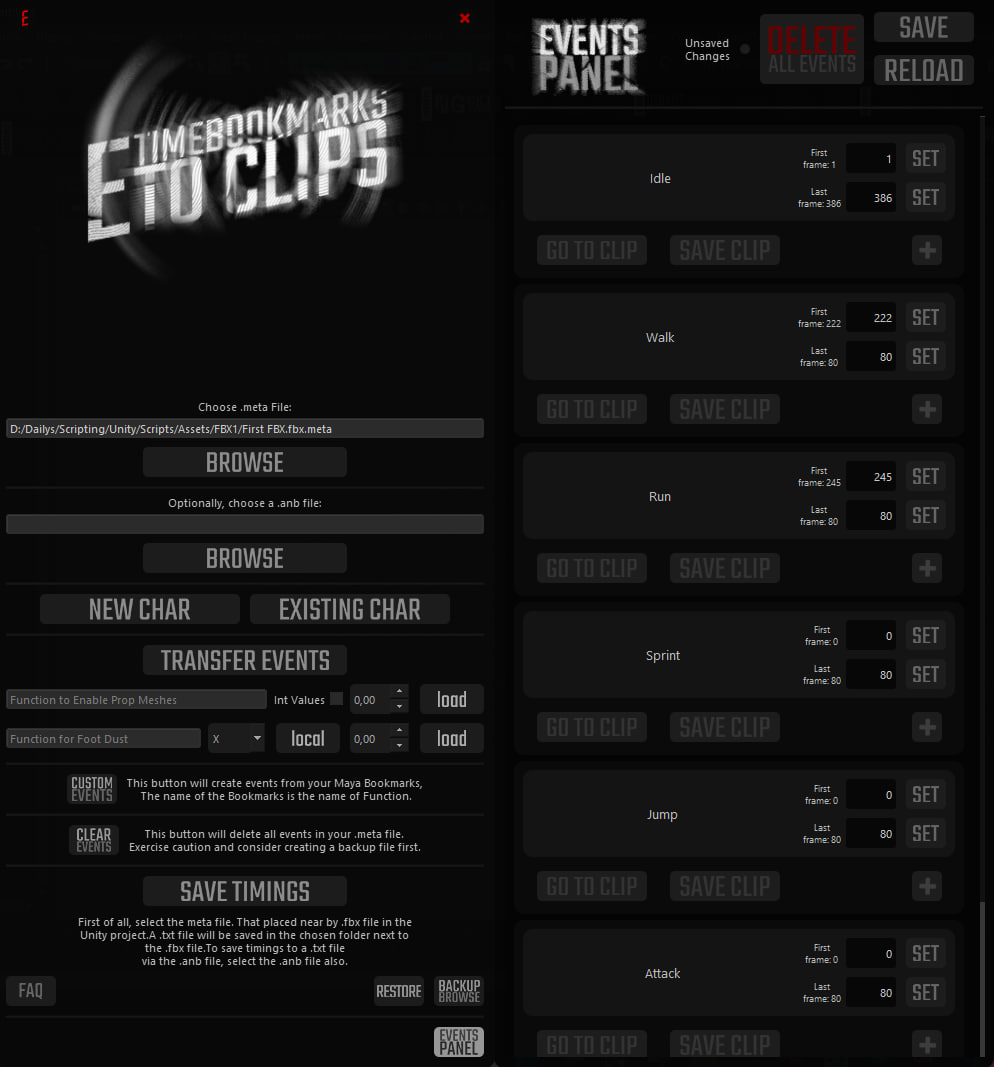 E
TIMEBOOKMARKS
E TO CLIPS
Choose .meta File:
D:/Dailys/Scripting/Unity/Scripts/Assets/FBX1/First FBX.fbx.meta
BROWSE
Optionally, choose a .anb file:
BROWSE
NEW CHAR
EXISTING CHAR
TRANSFER EVENTS
Function to Enable Prop Meshes
Int Values
0,00
load
Function for Foot Dust
X
local
0,00
load
CUSTOM
EVENTS
This button will create events from your Maya Bookmarks,
The name of the Bookmarks is the name of Function.
CLEAR
EVENTS
This button will delete all events in your .meta file.
Exercise caution and consider creating a backup file first.
SAVE TIMINGS
First of all, select the meta file. That placed near by .fbx file in the
Unity project.A .txt file will be saved in the chosen folder next to
the .fbx file.To save timings to a .txt file
via the .anb file, select the .anb file also.
FAQ
RESTORE
BACKUP
BROWSE
EVENTS
PANEL
EVENTS
PANEL
Unsaved
Changes
DELETE
ALL EVENTS
SAVE
RELOAD
Idle
First
frame: 1
1
SET
Last
frame: 386
386
SET
GO TO CLIP
SAVE CLIP
+
Walk
First
frame: 222
222
SET
Last
frame: 80
80
SET
GO TO CLIP
SAVE CLIP
+
Run
First
frame: 245
245
SET
Last
frame: 80
80
SET
GO TO CLIP
SAVE CLIP
+
Sprint
First
frame: 0
0
SET
Last
frame: 80
80
SET
GO TO CLIP
SAVE CLIP
+
Jump
First
frame: 0
0
SET
Last
frame: 80
80
SET
GO TO CLIP
SAVE CLIP
+
Attack
First
frame: 0
0
SET
Last
frame: 80
80
SET
GO TO CLIP
SAVE CLIP
+